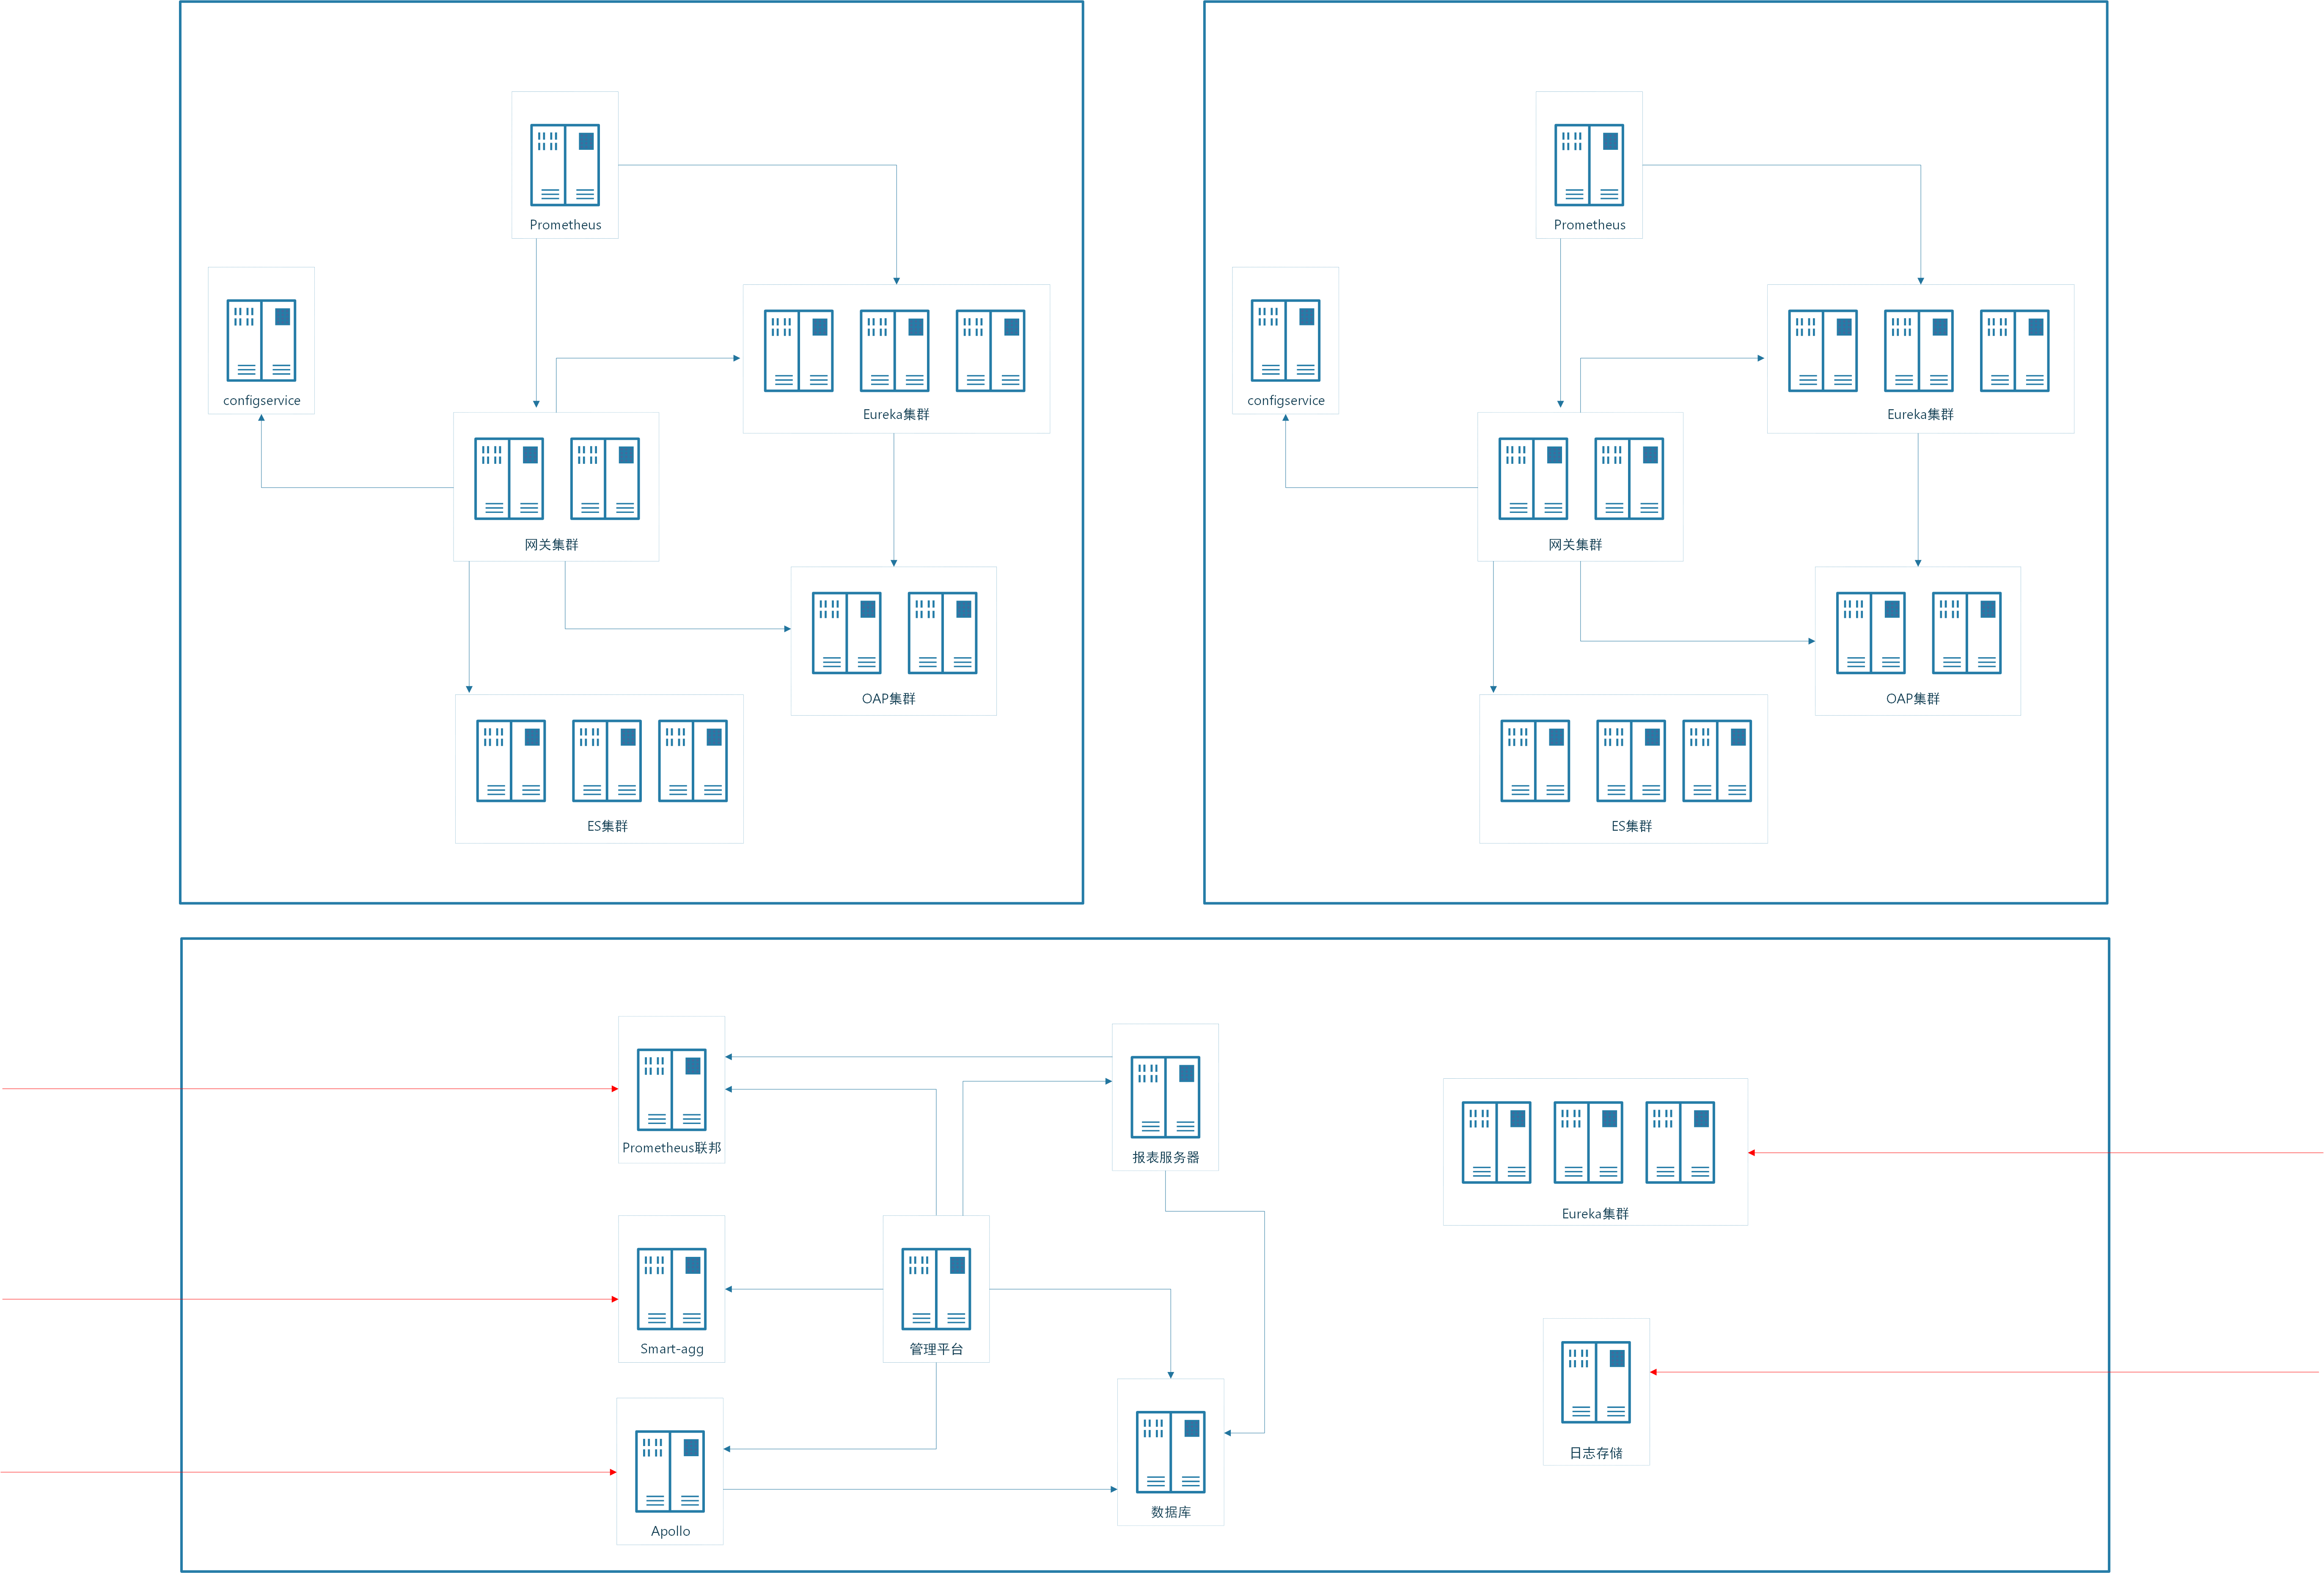 Prometheus
configservice
Eureka集群
网关集群
OAP集群
ES集群
Prometheus
configservice
Eureka集群
网关集群
OAP集群
ES集群
Prometheus联邦
报表服务器
Eureka集群
Smart-agg
管理平台
日志存储
数据库
Apollo